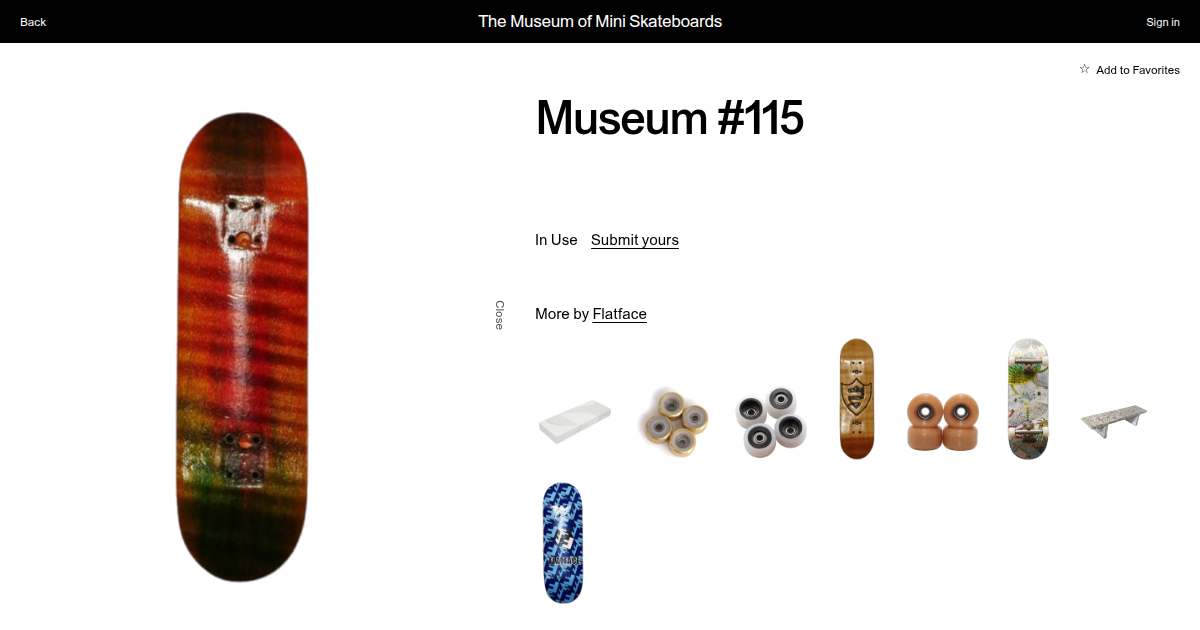 Back
The Museum of Mini Skateboards
Sign in
☆ Add to Favorites
Museum #115
In Use Submit yours
Close
More by Flatface
FLATFACE